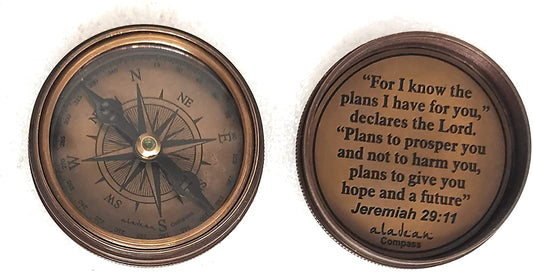 N
NE
E
S
SW
W
aladean
Compass
“For I know the
plans I have for you,”
declares the Lord.
“Plans to prosper you
and not to harm you,
plans to give you
hope and a future”
Jeremiah 29:11
aladean
Compass